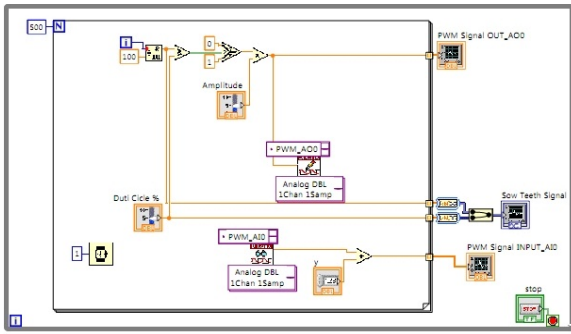 500
N
i
100
0
1
PWM Signal OUT_AO0
Amplitude
PWM_AO0
Analog DBL
1Chan 1Samp
Duti Cicle %
Sow Teeth Signal
PWM_AI0
1
Analog DBL
1Chan 1Samp
y
PWM Signal INPUT_AI0
stop
STOP
i